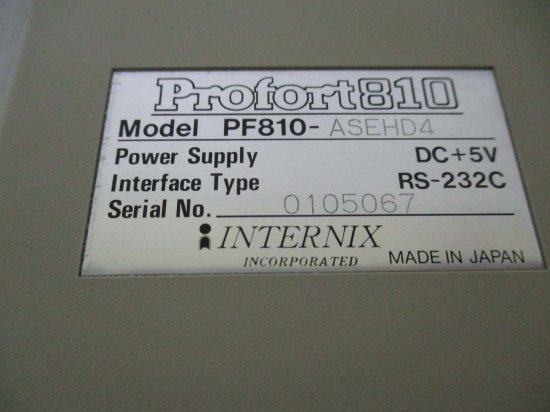 Profort810
Model PF810-ASEHD4
Power Supply DC+5V
Interface Type RS-232C
Serial No. 0105067
INTERNIX
INCORPORATED MADE IN JAPAN